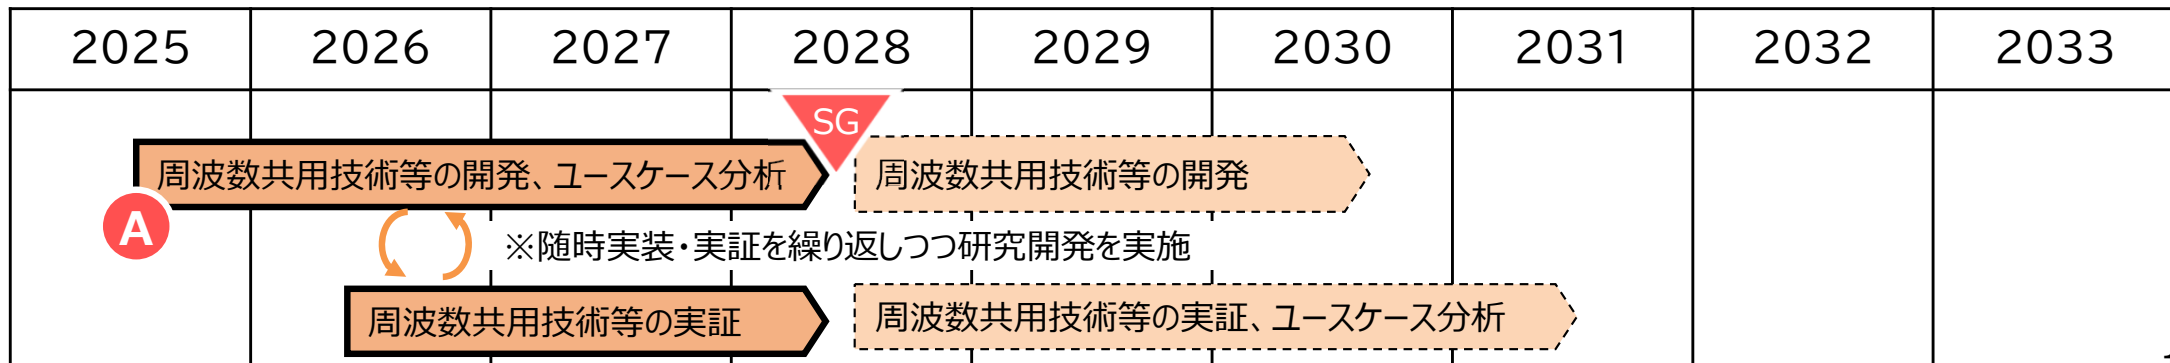 2025 2026 2027 2028 2029 2030 2031 2032 2033
SG
周波数共用技術等の開発、ユースケース分析
周波数共用技術等の開発
A
※随時実装・実証を繰り返しつつ研究開発を実施
周波数共用技術等の実証
周波数共用技術等の実証、ユースケース分析